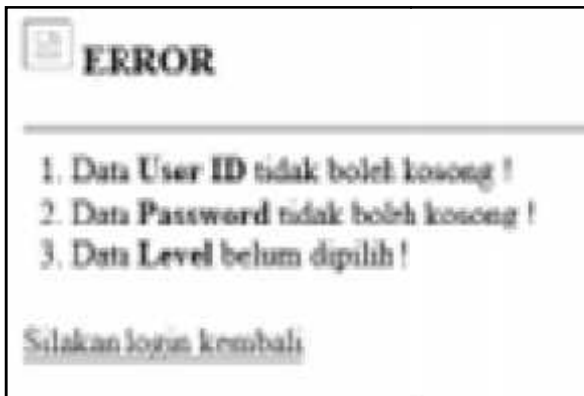 ERROR
1. Data User ID tidak boleh kosong !
2. Data Password tidak boleh kosong !
3. Data Level belum dipilih !
Silakan login kembali